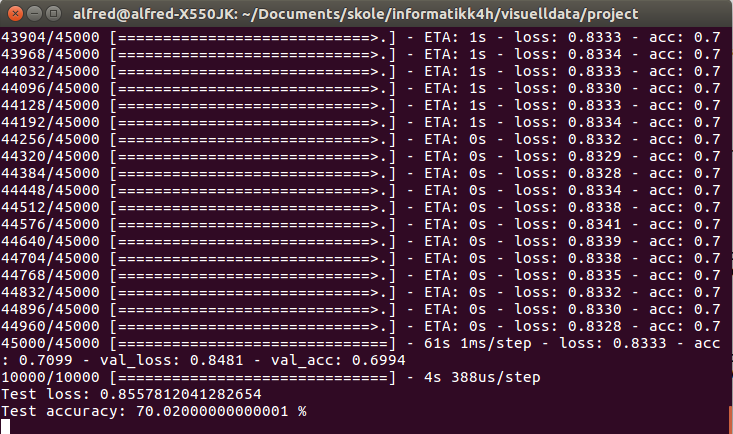 alfred@alfred-X550JK: ~/Documents/skole/informatikk4h/visuelldata/project
43904/45000 [============================>.] - ETA: 1s - loss: 0.8333 - acc: 0.7
43968/45000 [============================>.] - ETA: 1s - loss: 0.8334 - acc: 0.7
44032/45000 [============================>.] - ETA: 1s - loss: 0.8333 - acc: 0.7
44096/45000 [============================>.] - ETA: 1s - loss: 0.8330 - acc: 0.7
44128/45000 [============================>.] - ETA: 1s - loss: 0.8333 - acc: 0.7
44192/45000 [============================>.] - ETA: 1s - loss: 0.8334 - acc: 0.7
44256/45000 [============================>.] - ETA: 0s - loss: 0.8332 - acc: 0.7
44320/45000 [============================>.] - ETA: 0s - loss: 0.8329 - acc: 0.7
44384/45000 [============================>.] - ETA: 0s - loss: 0.8328 - acc: 0.7
44448/45000 [============================>.] - ETA: 0s - loss: 0.8334 - acc: 0.7
44512/45000 [============================>.] - ETA: 0s - loss: 0.8338 - acc: 0.7
44576/45000 [============================>.] - ETA: 0s - loss: 0.8341 - acc: 0.7
44640/45000 [============================>.] - ETA: 0s - loss: 0.8339 - acc: 0.7
44704/45000 [============================>.] - ETA: 0s - loss: 0.8338 - acc: 0.7
44768/45000 [============================>.] - ETA: 0s - loss: 0.8335 - acc: 0.7
44832/45000 [============================>.] - ETA: 0s - loss: 0.8332 - acc: 0.7
44896/45000 [============================>.] - ETA: 0s - loss: 0.8330 - acc: 0.7
44960/45000 [============================>.] - ETA: 0s - loss: 0.8328 - acc: 0.7
45000/45000 [==============================] - 61s 1ms/step - loss: 0.8333 - acc
: 0.7099 - val_loss: 0.8481 - val_acc: 0.6994
10000/10000 [==============================] - 4s 388us/step
Test loss: 0.8557812041282654
Test accuracy: 70.02000000000001 %